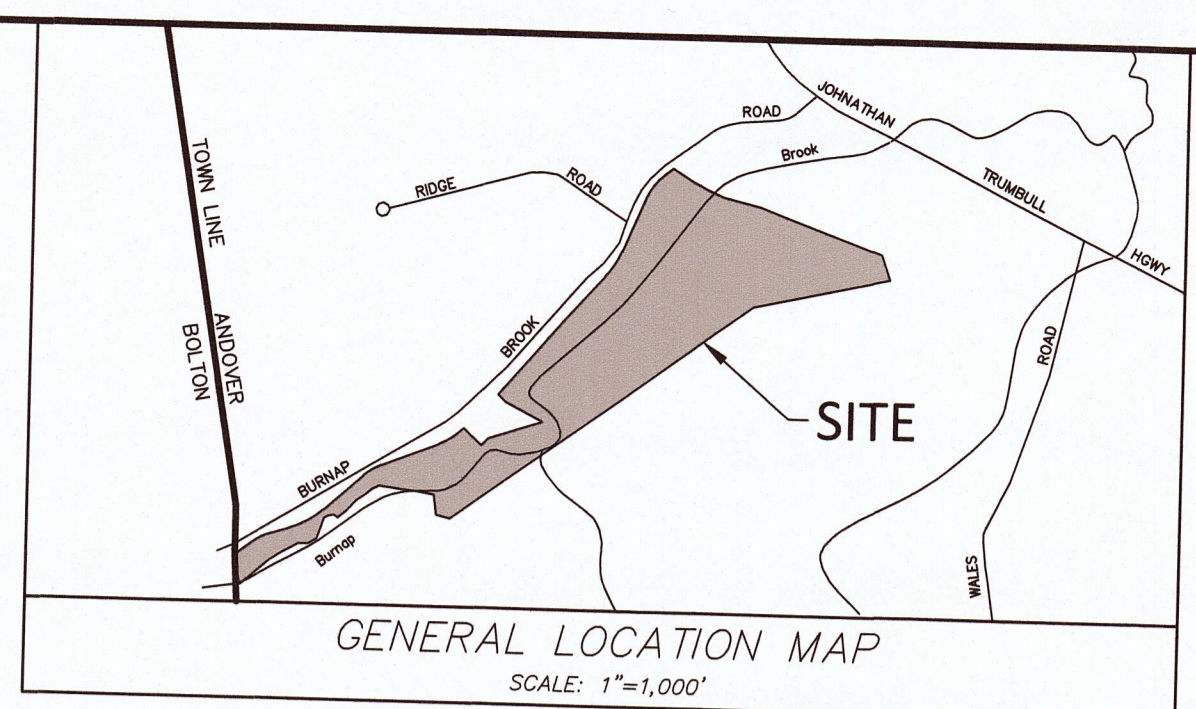 TOWN LINE
ANDOVER
BOLTON
RIDGE ROAD
BURNAP BROOK ROAD
Burnap Brook
JOHNATHAN TRUMBULL HGWY
WALES ROAD
SITE
GENERAL LOCATION MAP
SCALE: 1"=1,000'